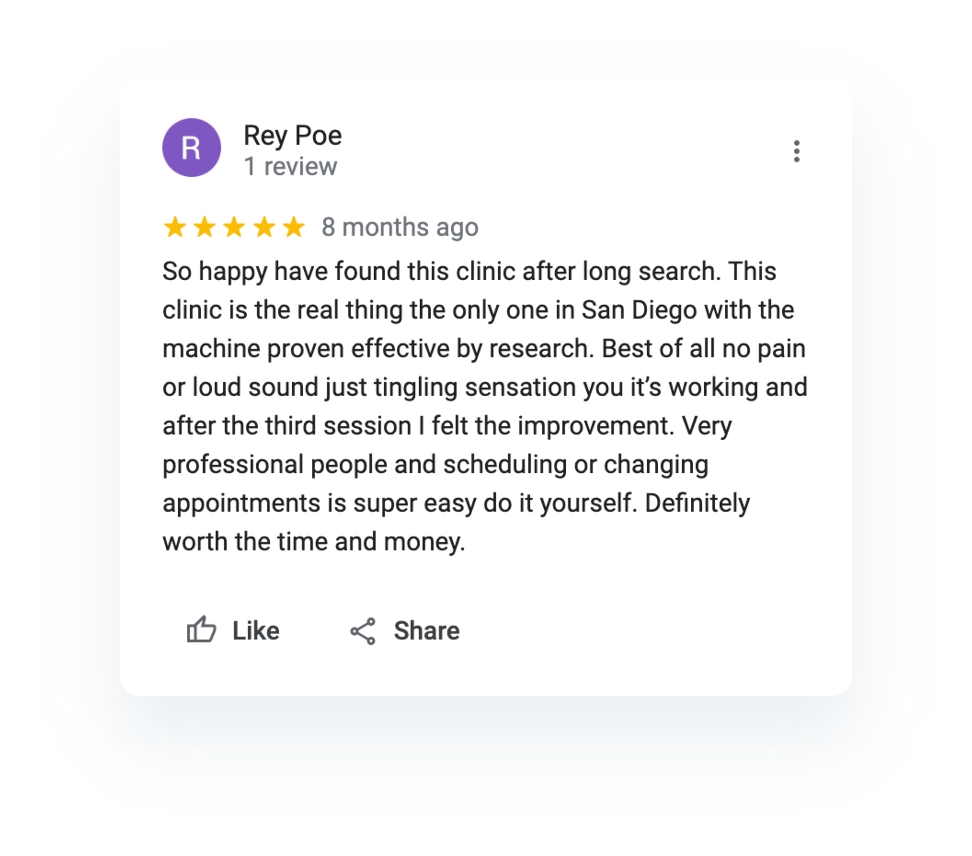 R
Rey Poe
1 review
8 months ago
So happy have found this clinic after long search. This
clinic is the real thing the only one in San Diego with the
machine proven effective by research. Best of all no pain
or loud sound just tingling sensation you it’s working and
after the third session I felt the improvement. Very
professional people and scheduling or changing
appointments is super easy do it yourself. Definitely
worth the time and money.
Like Share